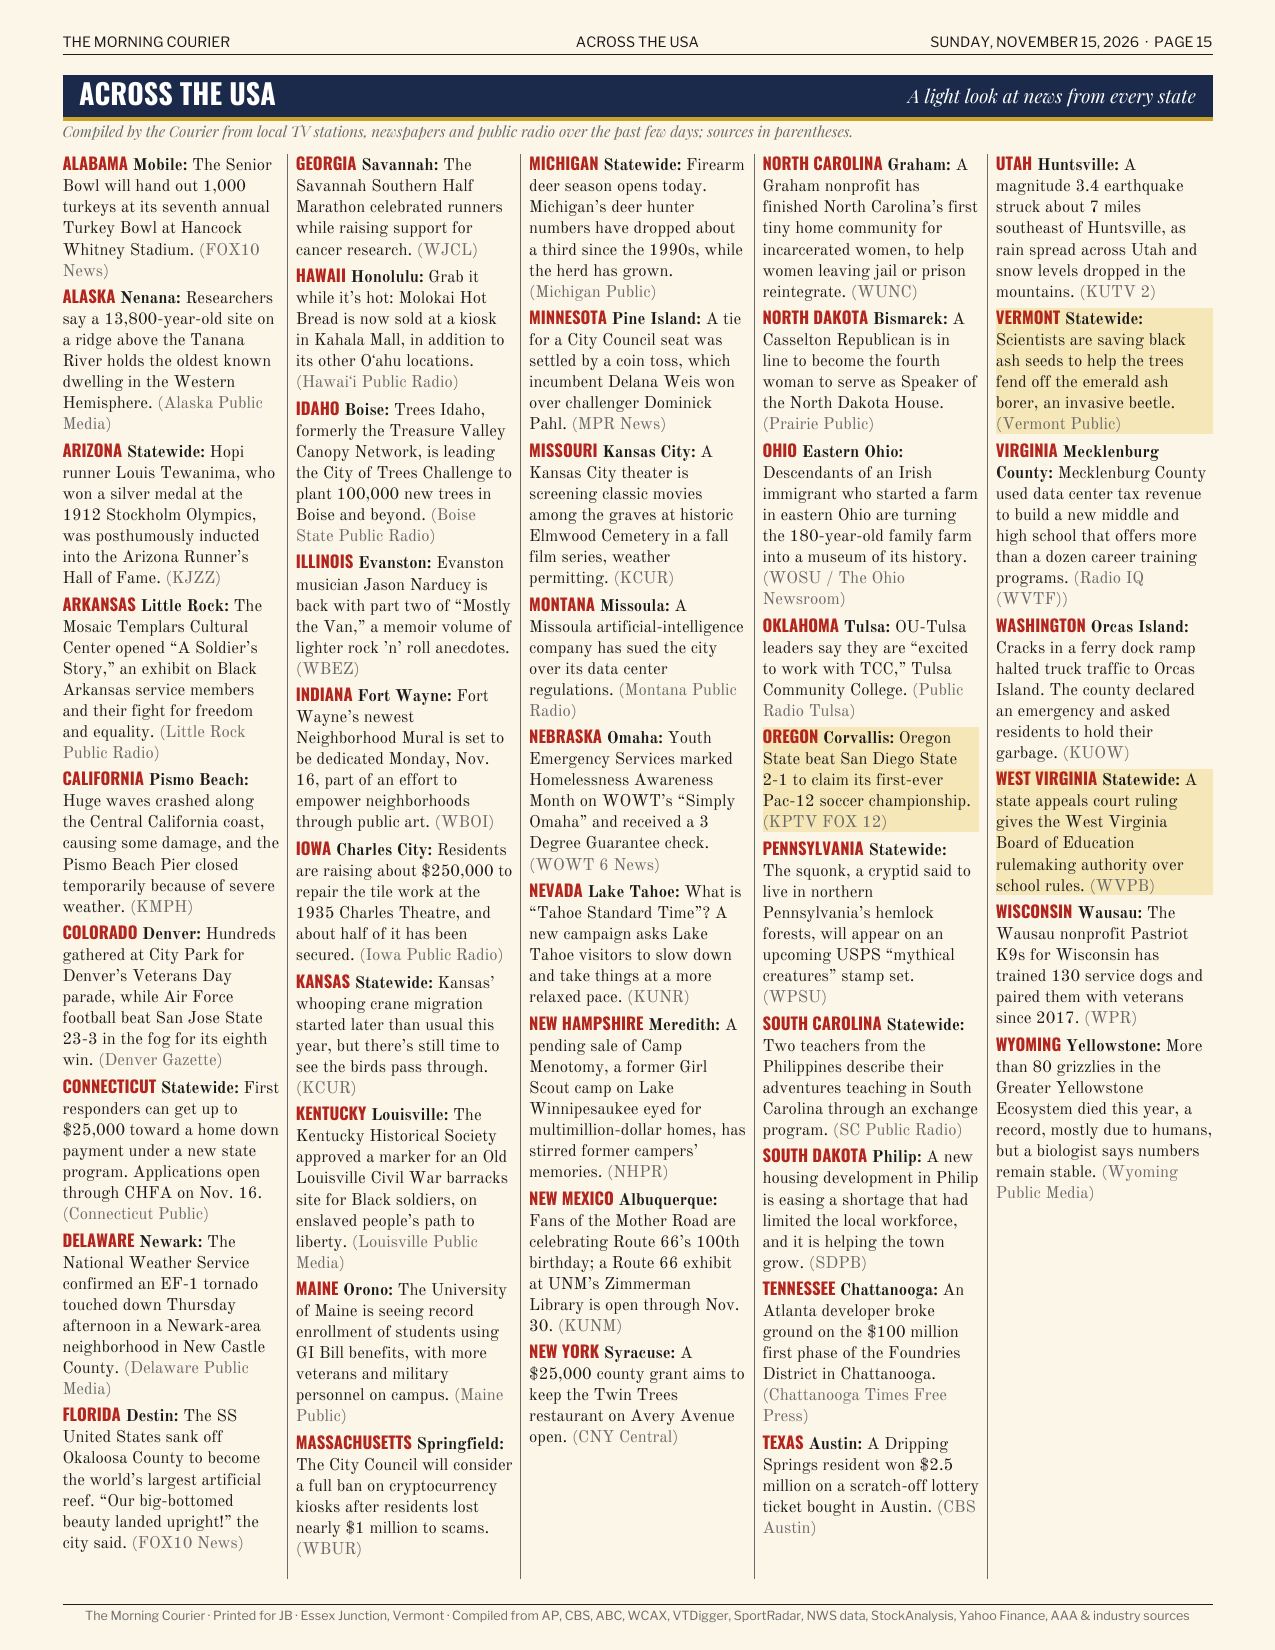 THE MORNING COURIER
ACROSS THE USA
SUNDAY, NOVEMBER 15, 2026 · PAGE 15
ACROSS THE USA
A light look at news from every state
Compiled by the Courier from local TV stations, newspapers and public radio over the past few days; sources in parentheses.
ALABAMA Mobile: The Senior
Bowl will hand out 1,000
turkeys at its seventh annual
Turkey Bowl at Hancock
Whitney Stadium. (FOX10
News)
ALASKA Nenana: Researchers
say a 13,800-year-old site on
a ridge above the Tanana
River holds the oldest known
dwelling in the Western
Hemisphere. (Alaska Public
Media)
ARIZONA Statewide: Hopi
runner Louis Tewanima, who
won a silver medal at the
1912 Stockholm Olympics,
was posthumously inducted
into the Arizona Runner's
Hall of Fame. (KJZZ)
ARKANSAS Little Rock: The
Mosaic Templars Cultural
Center opened “A Soldier's
Story,” an exhibit on Black
Arkansas service members
and their fight for freedom
and equality. (Little Rock
Public Radio)
CALIFORNIA Pismo Beach:
Huge waves crashed along
the Central California coast,
causing some damage, and the
Pismo Beach Pier closed
temporarily because of severe
weather. (KMPH)
COLORADO Denver: Hundreds
gathered at City Park for
Denver's Veterans Day
parade, while Air Force
football beat San Jose State
23-3 in the fog for its eighth
win. (Denver Gazette)
CONNECTICUT Statewide: First
responders can get up to
$25,000 toward a home down
payment under a new state
program. Applications open
through CHFA on Nov. 16.
(Connecticut Public)
DELAWARE Newark: The
National Weather Service
confirmed an EF-1 tornado
touched down Thursday
afternoon in a Newark-area
neighborhood in New Castle
County. (Delaware Public
Media)
FLORIDA Destin: The SS
United States sank off
Okaloosa County to become
the world's largest artificial
reef. “Our big-bottomed
beauty landed upright!” the
city said. (FOX10 News)
GEORGIA Savannah: The
Savannah Southern Half
Marathon celebrated runners
while raising support for
cancer research. (WJCL)
HAWAII Honolulu: Grab it
while it's hot: Molokai Hot
Bread is now sold at a kiosk
in Kahala Mall, in addition to
its other Oʻahu locations.
(Hawaiʻi Public Radio)
IDAHO Boise: Trees Idaho,
formerly the Treasure Valley
Canopy Network, is leading
the City of Trees Challenge to
plant 100,000 new trees in
Boise and beyond. (Boise
State Public Radio)
ILLINOIS Evanston: Evanston
musician Jason Narducy is
back with part two of “Mostly
the Van,” a memoir volume of
lighter rock 'n' roll anecdotes.
(WBEZ)
INDIANA Fort Wayne: Fort
Wayne's newest
Neighborhood Mural is set to
be dedicated Monday, Nov.
16, part of an effort to
empower neighborhoods
through public art. (WBOI)
IOWA Charles City: Residents
are raising about $250,000 to
repair the tile work at the
1935 Charles Theatre, and
about half of it has been
secured. (Iowa Public Radio)
KANSAS Statewide: Kansas'
whooping crane migration
started later than usual this
year, but there's still time to
see the birds pass through.
(KCUR)
KENTUCKY Louisville: The
Kentucky Historical Society
approved a marker for an Old
Louisville Civil War barracks
site for Black soldiers, on
enslaved people's path to
liberty. (Louisville Public
Media)
MAINE Orono: The University
of Maine is seeing record
enrollment of students using
GI Bill benefits, with more
veterans and military
personnel on campus. (Maine
Public)
MASSACHUSETTS Springfield:
The City Council will consider
a full ban on cryptocurrency
kiosks after residents lost
nearly $1 million to scams.
(WBUR)
MICHIGAN Statewide: Firearm
deer season opens today.
Michigan's deer hunter
numbers have dropped about
a third since the 1990s, while
the herd has grown.
(Michigan Public)
MINNESOTA Pine Island: A tie
for a City Council seat was
settled by a coin toss, which
incumbent Delana Weis won
over challenger Dominick
Pahl. (MPR News)
MISSOURI Kansas City: A
Kansas City theater is
screening classic movies
among the graves at historic
Elmwood Cemetery in a fall
film series, weather
permitting. (KCUR)
MONTANA Missoula: A
Missoula artificial-intelligence
company has sued the city
over its data center
regulations. (Montana Public
Radio)
NEBRASKA Omaha: Youth
Emergency Services marked
Homelessness Awareness
Month on WOWT's “Simply
Omaha” and received a 3
Degree Guarantee check.
(WOWT 6 News)
NEVADA Lake Tahoe: What is
“Tahoe Standard Time”? A
new campaign asks Lake
Tahoe visitors to slow down
and take things at a more
relaxed pace. (KUNR)
NEW HAMPSHIRE Meredith: A
pending sale of Camp
Menotomy, a former Girl
Scout camp on Lake
Winnipesaukee eyed for
multimillion-dollar homes, has
stirred former campers'
memories. (NHPR)
NEW MEXICO Albuquerque:
Fans of the Mother Road are
celebrating Route 66's 100th
birthday; a Route 66 exhibit
at UNM's Zimmerman
Library is open through Nov.
30. (KUNM)
NEW YORK Syracuse: A
$25,000 county grant aims to
keep the Twin Trees
restaurant on Avery Avenue
open. (CNY Central)
NORTH CAROLINA Graham: A
Graham nonprofit has
finished North Carolina's first
tiny home community for
incarcerated women, to help
women leaving jail or prison
reintegrate. (WUNC)
NORTH DAKOTA Bismarck: A
Casselton Republican is in
line to become the fourth
woman to serve as Speaker of
the North Dakota House.
(Prairie Public)
OHIO Eastern Ohio:
Descendants of an Irish
immigrant who started a farm
in eastern Ohio are turning
the 180-year-old family farm
into a museum of its history.
(WOSU / The Ohio
Newsroom)
OKLAHOMA Tulsa: OU-Tulsa
leaders say they are “excited
to work with TCC,” Tulsa
Community College. (Public
Radio Tulsa)
OREGON Corvallis: Oregon
State beat San Diego State
2-1 to claim its first-ever
Pac-12 soccer championship.
(KPTV FOX 12)
PENNSYLVANIA Statewide:
The squonk, a cryptid said to
live in northern
Pennsylvania's hemlock
forests, will appear on an
upcoming USPS “mythical
creatures” stamp set.
(WPSU)
SOUTH CAROLINA Statewide:
Two teachers from the
Philippines describe their
adventures teaching in South
Carolina through an exchange
program. (SC Public Radio)
SOUTH DAKOTA Philip: A new
housing development in Philip
is easing a shortage that had
limited the local workforce,
and it is helping the town
grow. (SDPB)
TENNESSEE Chattanooga: An
Atlanta developer broke
ground on the $100 million
first phase of the Foundries
District in Chattanooga.
(Chattanooga Times Free
Press)
TEXAS Austin: A Dripping
Springs resident won $2.5
million on a scratch-off lottery
ticket bought in Austin. (CBS
Austin)
UTAH Huntsville: A
magnitude 3.4 earthquake
struck about 7 miles
southeast of Huntsville, as
rain spread across Utah and
snow levels dropped in the
mountains. (KUTV 2)
VERMONT Statewide:
Scientists are saving black
ash seeds to help the trees
fend off the emerald ash
borer, an invasive beetle.
(Vermont Public)
VIRGINIA Mecklenburg
County: Mecklenburg County
used data center tax revenue
to build a new middle and
high school that offers more
than a dozen career training
programs. (Radio IQ
(WVTF))
WASHINGTON Orcas Island:
Cracks in a ferry dock ramp
halted truck traffic to Orcas
Island. The county declared
an emergency and asked
residents to hold their
garbage. (KUOW)
WEST VIRGINIA Statewide: A
state appeals court ruling
gives the West Virginia
Board of Education
rulemaking authority over
school rules. (WVPB)
WISCONSIN Wausau: The
Wausau nonprofit Pastriot
K9s for Wisconsin has
trained 130 service dogs and
paired them with veterans
since 2017. (WPR)
WYOMING Yellowstone: More
than 80 grizzlies in the
Greater Yellowstone
Ecosystem died this year, a
record, mostly due to humans,
but a biologist says numbers
remain stable. (Wyoming
Public Media)
The Morning Courier · Printed for JB · Essex Junction, Vermont · Compiled from AP, CBS, ABC, WCAX, VTDigger, SportRadar, NWS data, StockAnalysis, Yahoo Finance, AAA & industry sources